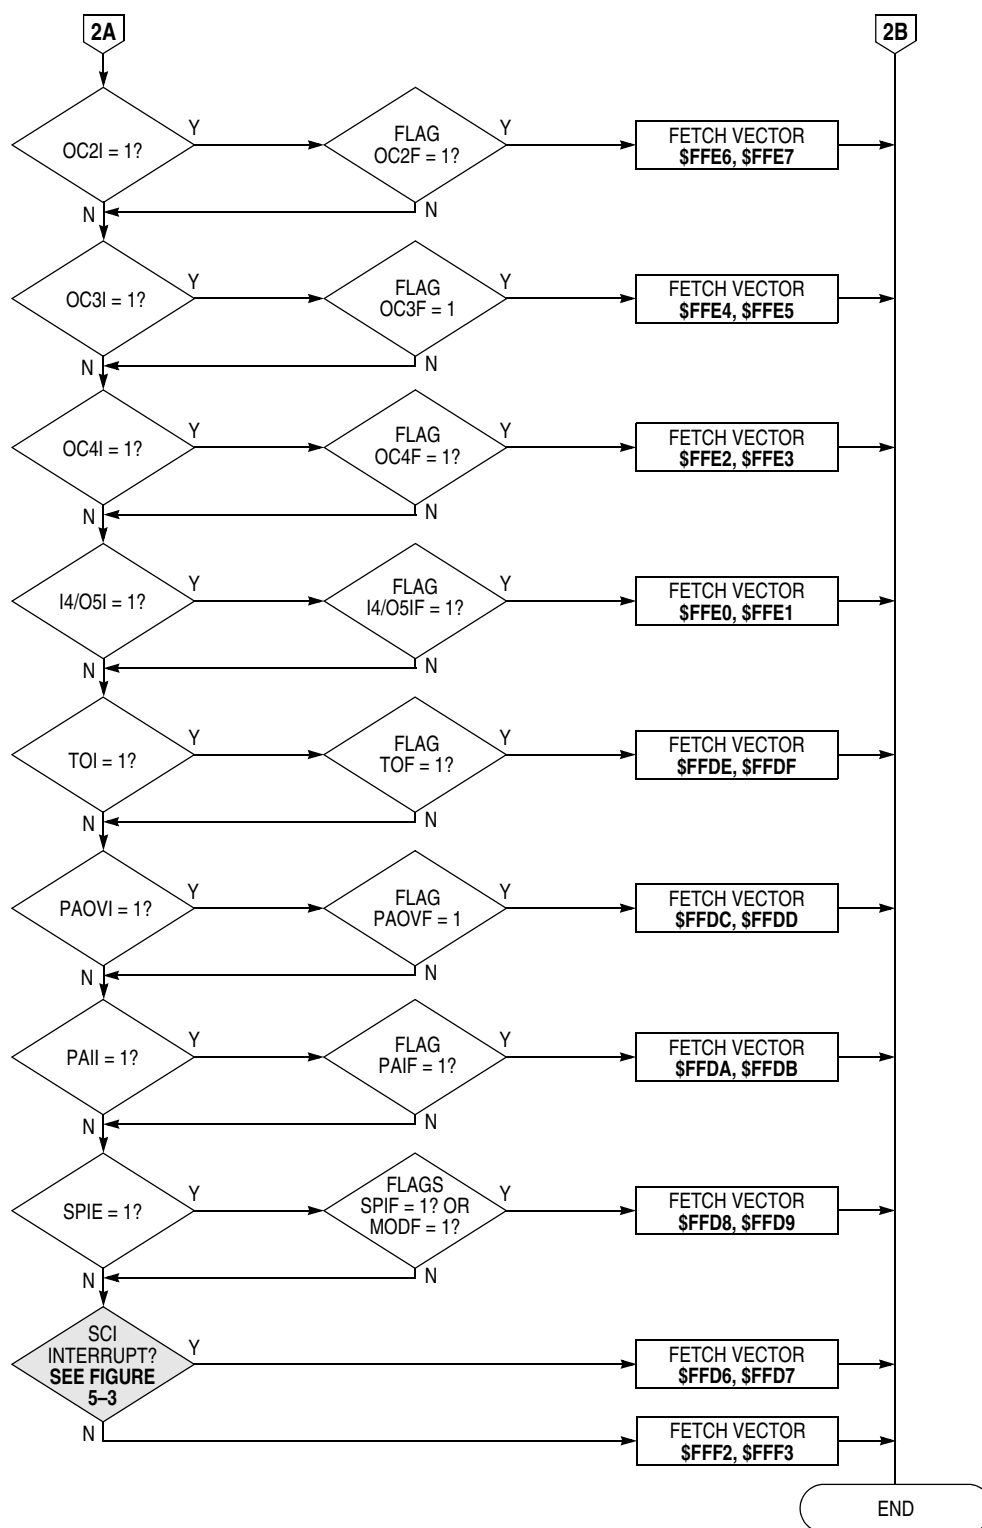 2A
2B
OC2I = 1?
Y
FLAG
OC2F = 1?
Y
FETCH VECTOR
$FFE6, $FFE7
N
N
OC3I = 1?
Y
FLAG
OC3F = 1
Y
FETCH VECTOR
$FFE4, $FFE5
N
N
OC4I = 1?
Y
FLAG
OC4F = 1?
Y
FETCH VECTOR
$FFE2, $FFE3
N
N
I4/O5I = 1?
Y
FLAG
I4/O5IF = 1?
Y
FETCH VECTOR
$FFE0, $FFE1
N
N
TOI = 1?
Y
FLAG
TOF = 1?
Y
FETCH VECTOR
$FFDE, $FFDF
N
N
PAOVI = 1?
Y
FLAG
PAOVF = 1
Y
FETCH VECTOR
$FFDC, $FFDD
N
N
PAII = 1?
Y
FLAG
PAIF = 1?
Y
FETCH VECTOR
$FFDA, $FFDB
N
N
SPIE = 1?
Y
FLAGS
SPIF = 1? OR
MODF = 1?
Y
FETCH VECTOR
$FFD8, $FFD9
N
N
SCI
INTERRUPT?
SEE FIGURE
5–3
Y
FETCH VECTOR
$FFD6, $FFD7
N
FETCH VECTOR
$FFF2, $FFF3
END